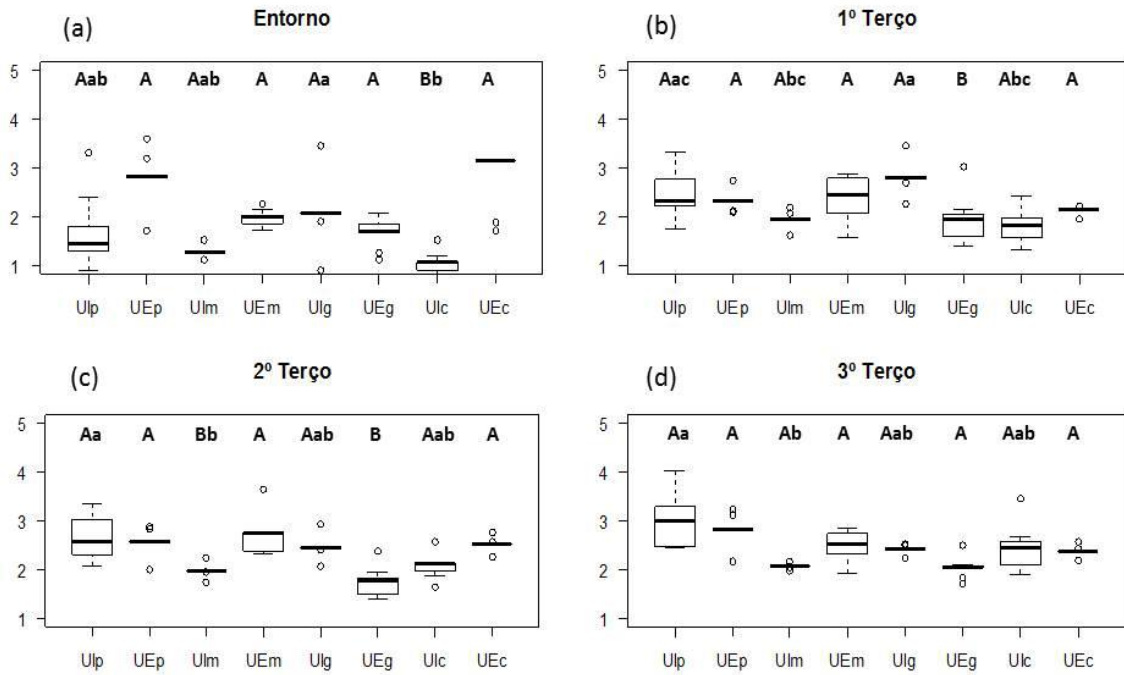 (a) Entorno
5 Aab A Aab A Aa A Bb A
4
3
2
1
UIp UEp UIm UEm UIg UEg UIc UEc
(b) 1º Terço
5 Aac A Abc A Aa B Abc A
4
3
2
1
UIp UEp UIm UEm UIg UEg UIc UEc
(c) 2º Terço
5 Aa A Bb A Aab B Aab A
4
3
2
1
UIp UEp UIm UEm UIg UEg UIc UEc
(d) 3º Terço
5 Aa A Ab A Aab A Aab A
4
3
2
1
UIp UEp UIm UEm UIg UEg UIc UEc